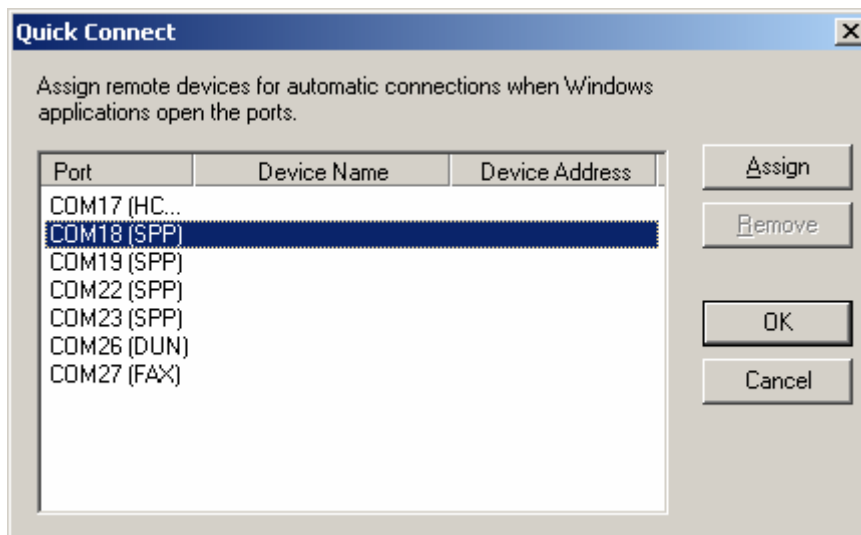 Quick Connect
Assign remote devices for automatic connections when Windows
applications open the ports.
Port Device Name Device Address
COM17 (HC...
COM18 (SPP)
COM19 (SPP)
COM22 (SPP)
COM23 (SPP)
COM26 (DUN)
COM27 (FAX)
Assign
Remove
OK
Cancel